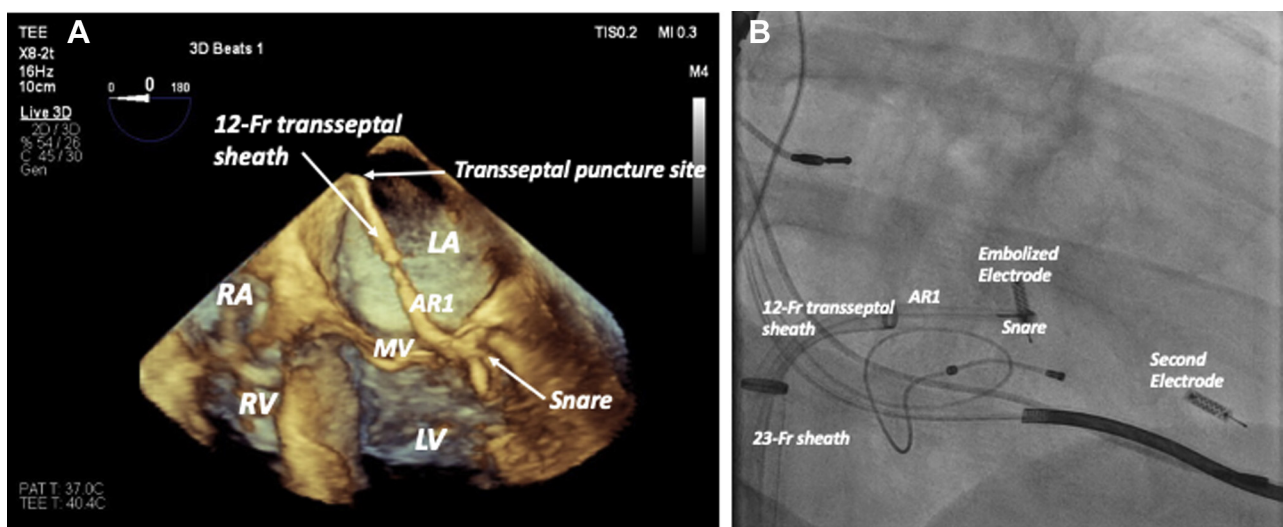 TEE
X8-2t
16Hz
10cm
Live 3D
2D / 3D
% 54 / 26
C 45 / 30
Gen
A
3D Beats 1
0 0 180
TIS0.2 MI 0.3
M4
12-Fr transseptal
sheath
Transseptal puncture site
LA
RA
AR1
MV
RV
Snare
LV
PAT T: 37.0C
TEE T: 40.4C
B
Embolized
Electrode
12-Fr transseptal
sheath
AR1
Snare
Second
Electrode
23-Fr sheath